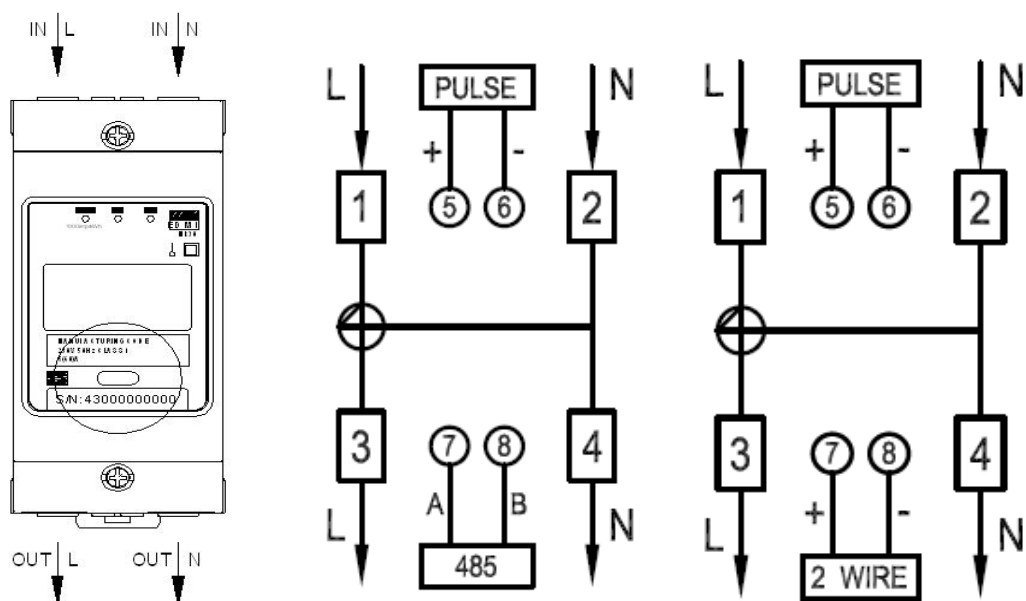 IN L IN N
EDMI
S/N:43000000000
OUT L OUT N
L PULSE N
+ -
1 5 6 2
3 7 8 4
A B
L N
485
L PULSE N
+ -
1 5 6 2
3 7 8 4
+ -
L N
2 WIRE